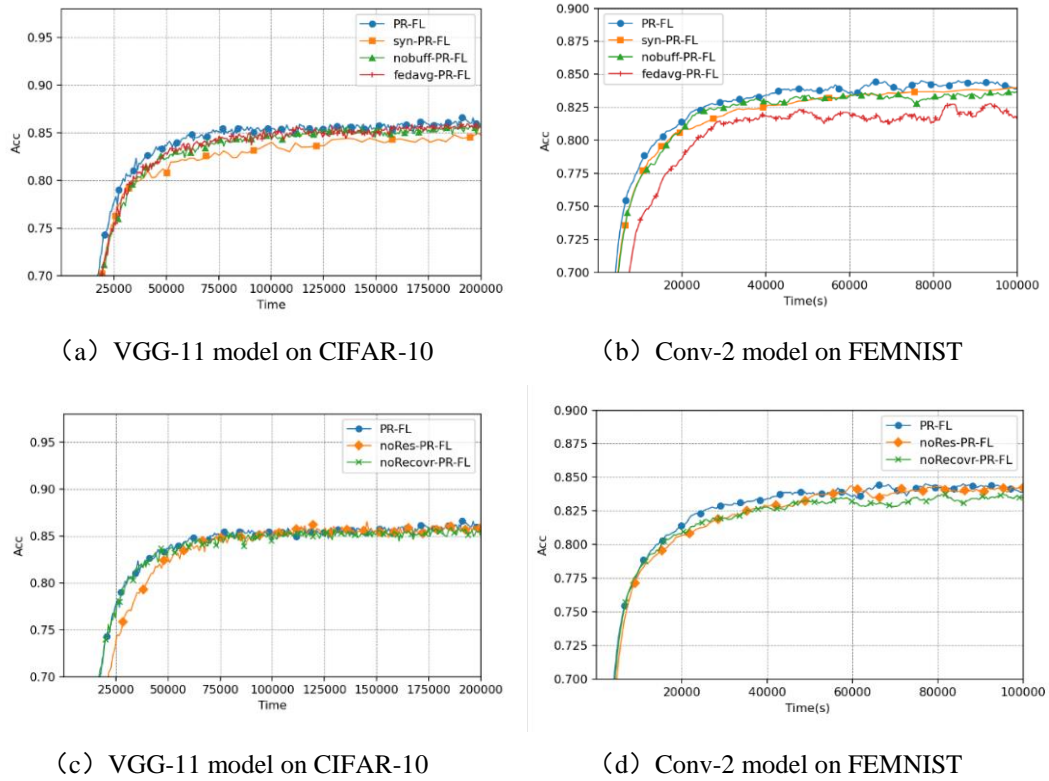 0.95
0.90
0.85
0.80
0.75
0.70
Acc
PR-FL
syn-PR-FL
nobuff-PR-FL
fedavg-PR-FL
25000 50000 75000 100000 125000 150000 175000 200000
Time
(a) VGG-11 model on CIFAR-10
0.900
0.875
0.850
0.825
0.800
0.775
0.750
0.725
0.700
Acc
PR-FL
syn-PR-FL
nobuff-PR-FL
fedavg-PR-FL
20000 40000 60000 80000 100000
Time(s)
(b) Conv-2 model on FEMNIST
0.95
0.90
0.85
0.80
0.75
0.70
Acc
PR-FL
noRes-PR-FL
noRecovr-PR-FL
25000 50000 75000 100000 125000 150000 175000 200000
Time
(c) VGG-11 model on CIFAR-10
0.900
0.875
0.850
0.825
0.800
0.775
0.750
0.725
0.700
Acc
PR-FL
noRes-PR-FL
noRecovr-PR-FL
20000 40000 60000 80000 100000
Time(s)
(d) Conv-2 model on FEMNIST